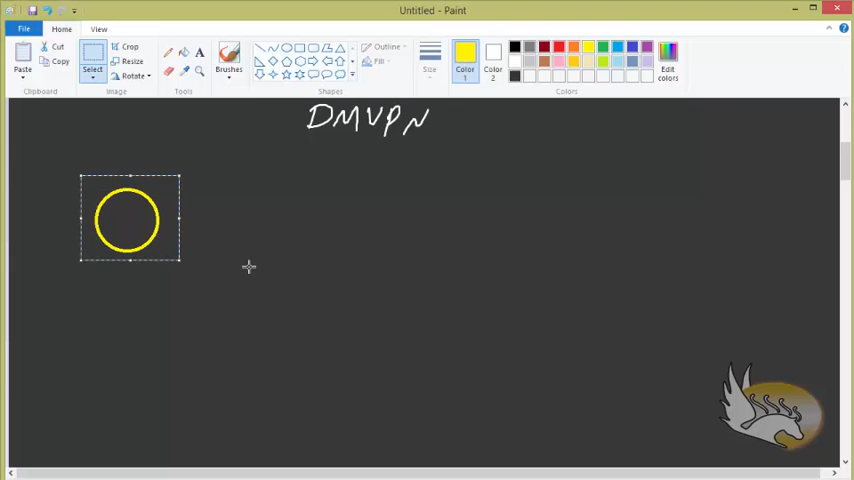 Untitled - Paint
File
Home
View
Paste
Cut
Copy
Clipboard
Select
Crop
Resize
Rotate
Image
A
Tools
Brushes
Outline
Fill
Shapes
Size
Color 1
Color 2
Edit colors
Colors
DMVPN